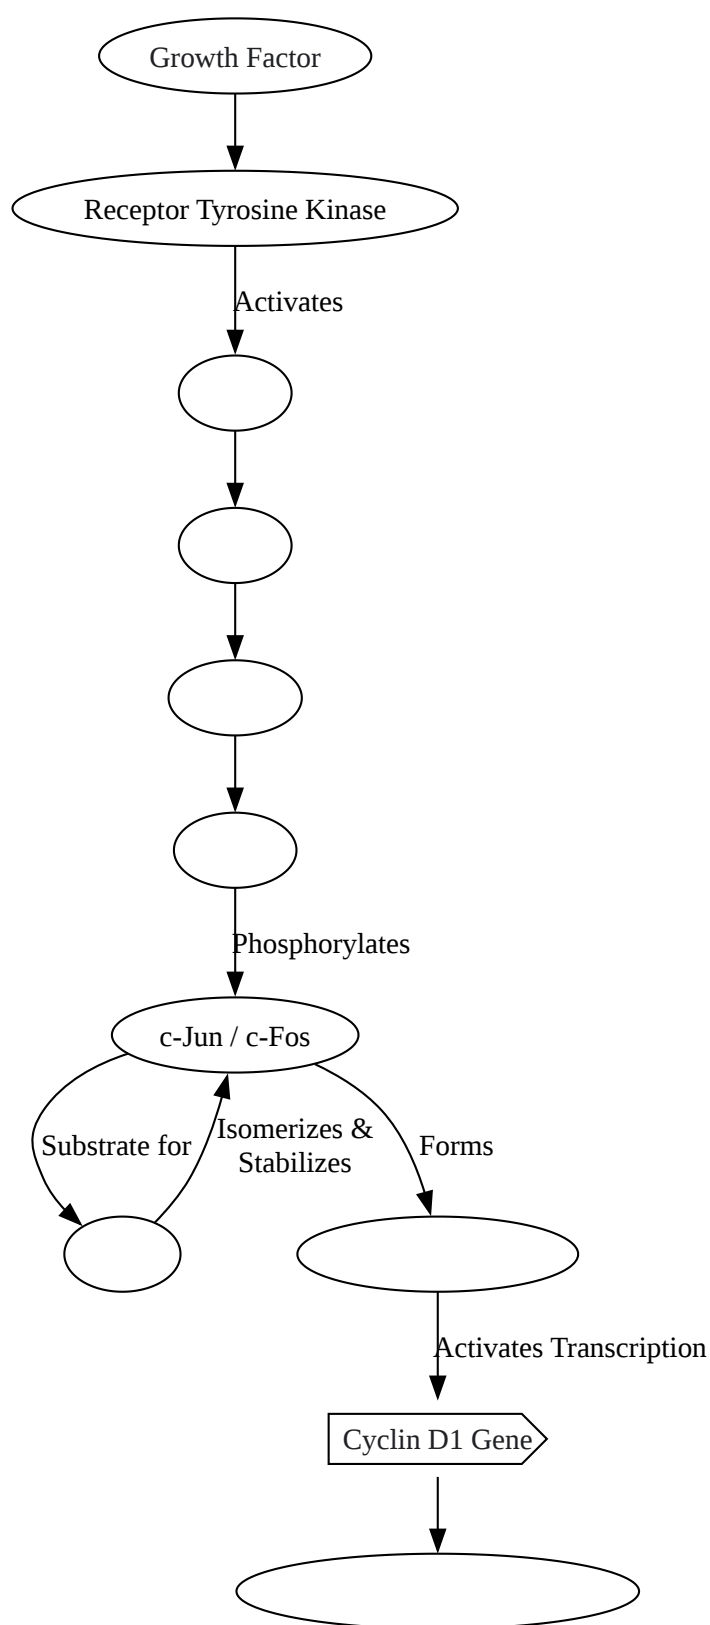 Growth Factor
Receptor Tyrosine Kinase
Activates
Phosphorylates
c-Jun / c-Fos
Substrate for
Isomerizes &
Stabilizes
Forms
Activates Transcription
Cyclin D1 Gene